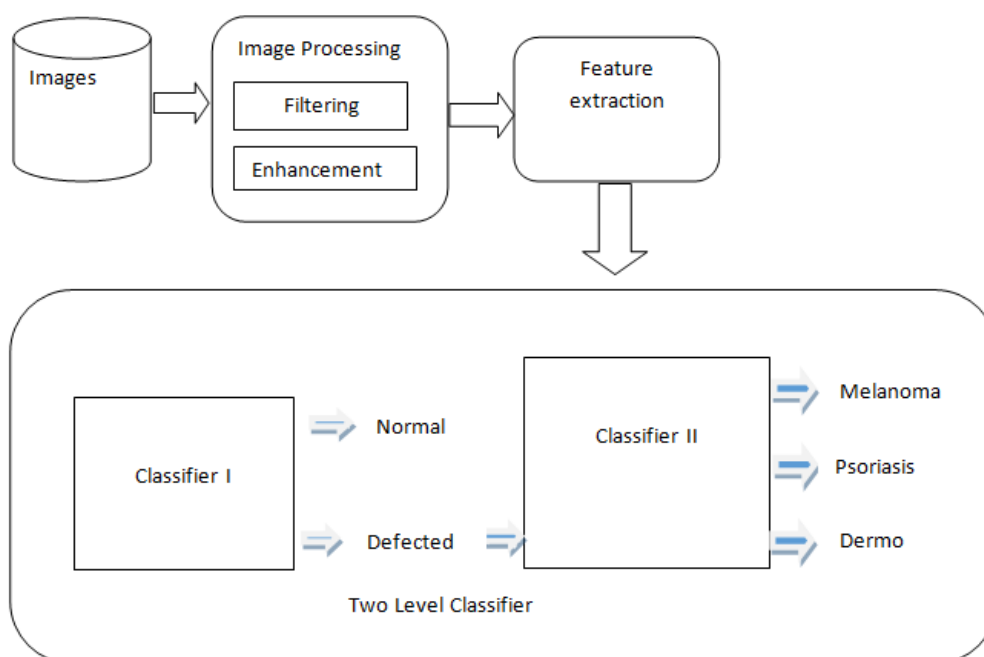 Images
Image Processing
Filtering
Enhancement
Feature
extraction
Classifier I
Normal
Defected
Classifier II
Melanoma
Psoriasis
Dermo
Two Level Classifier